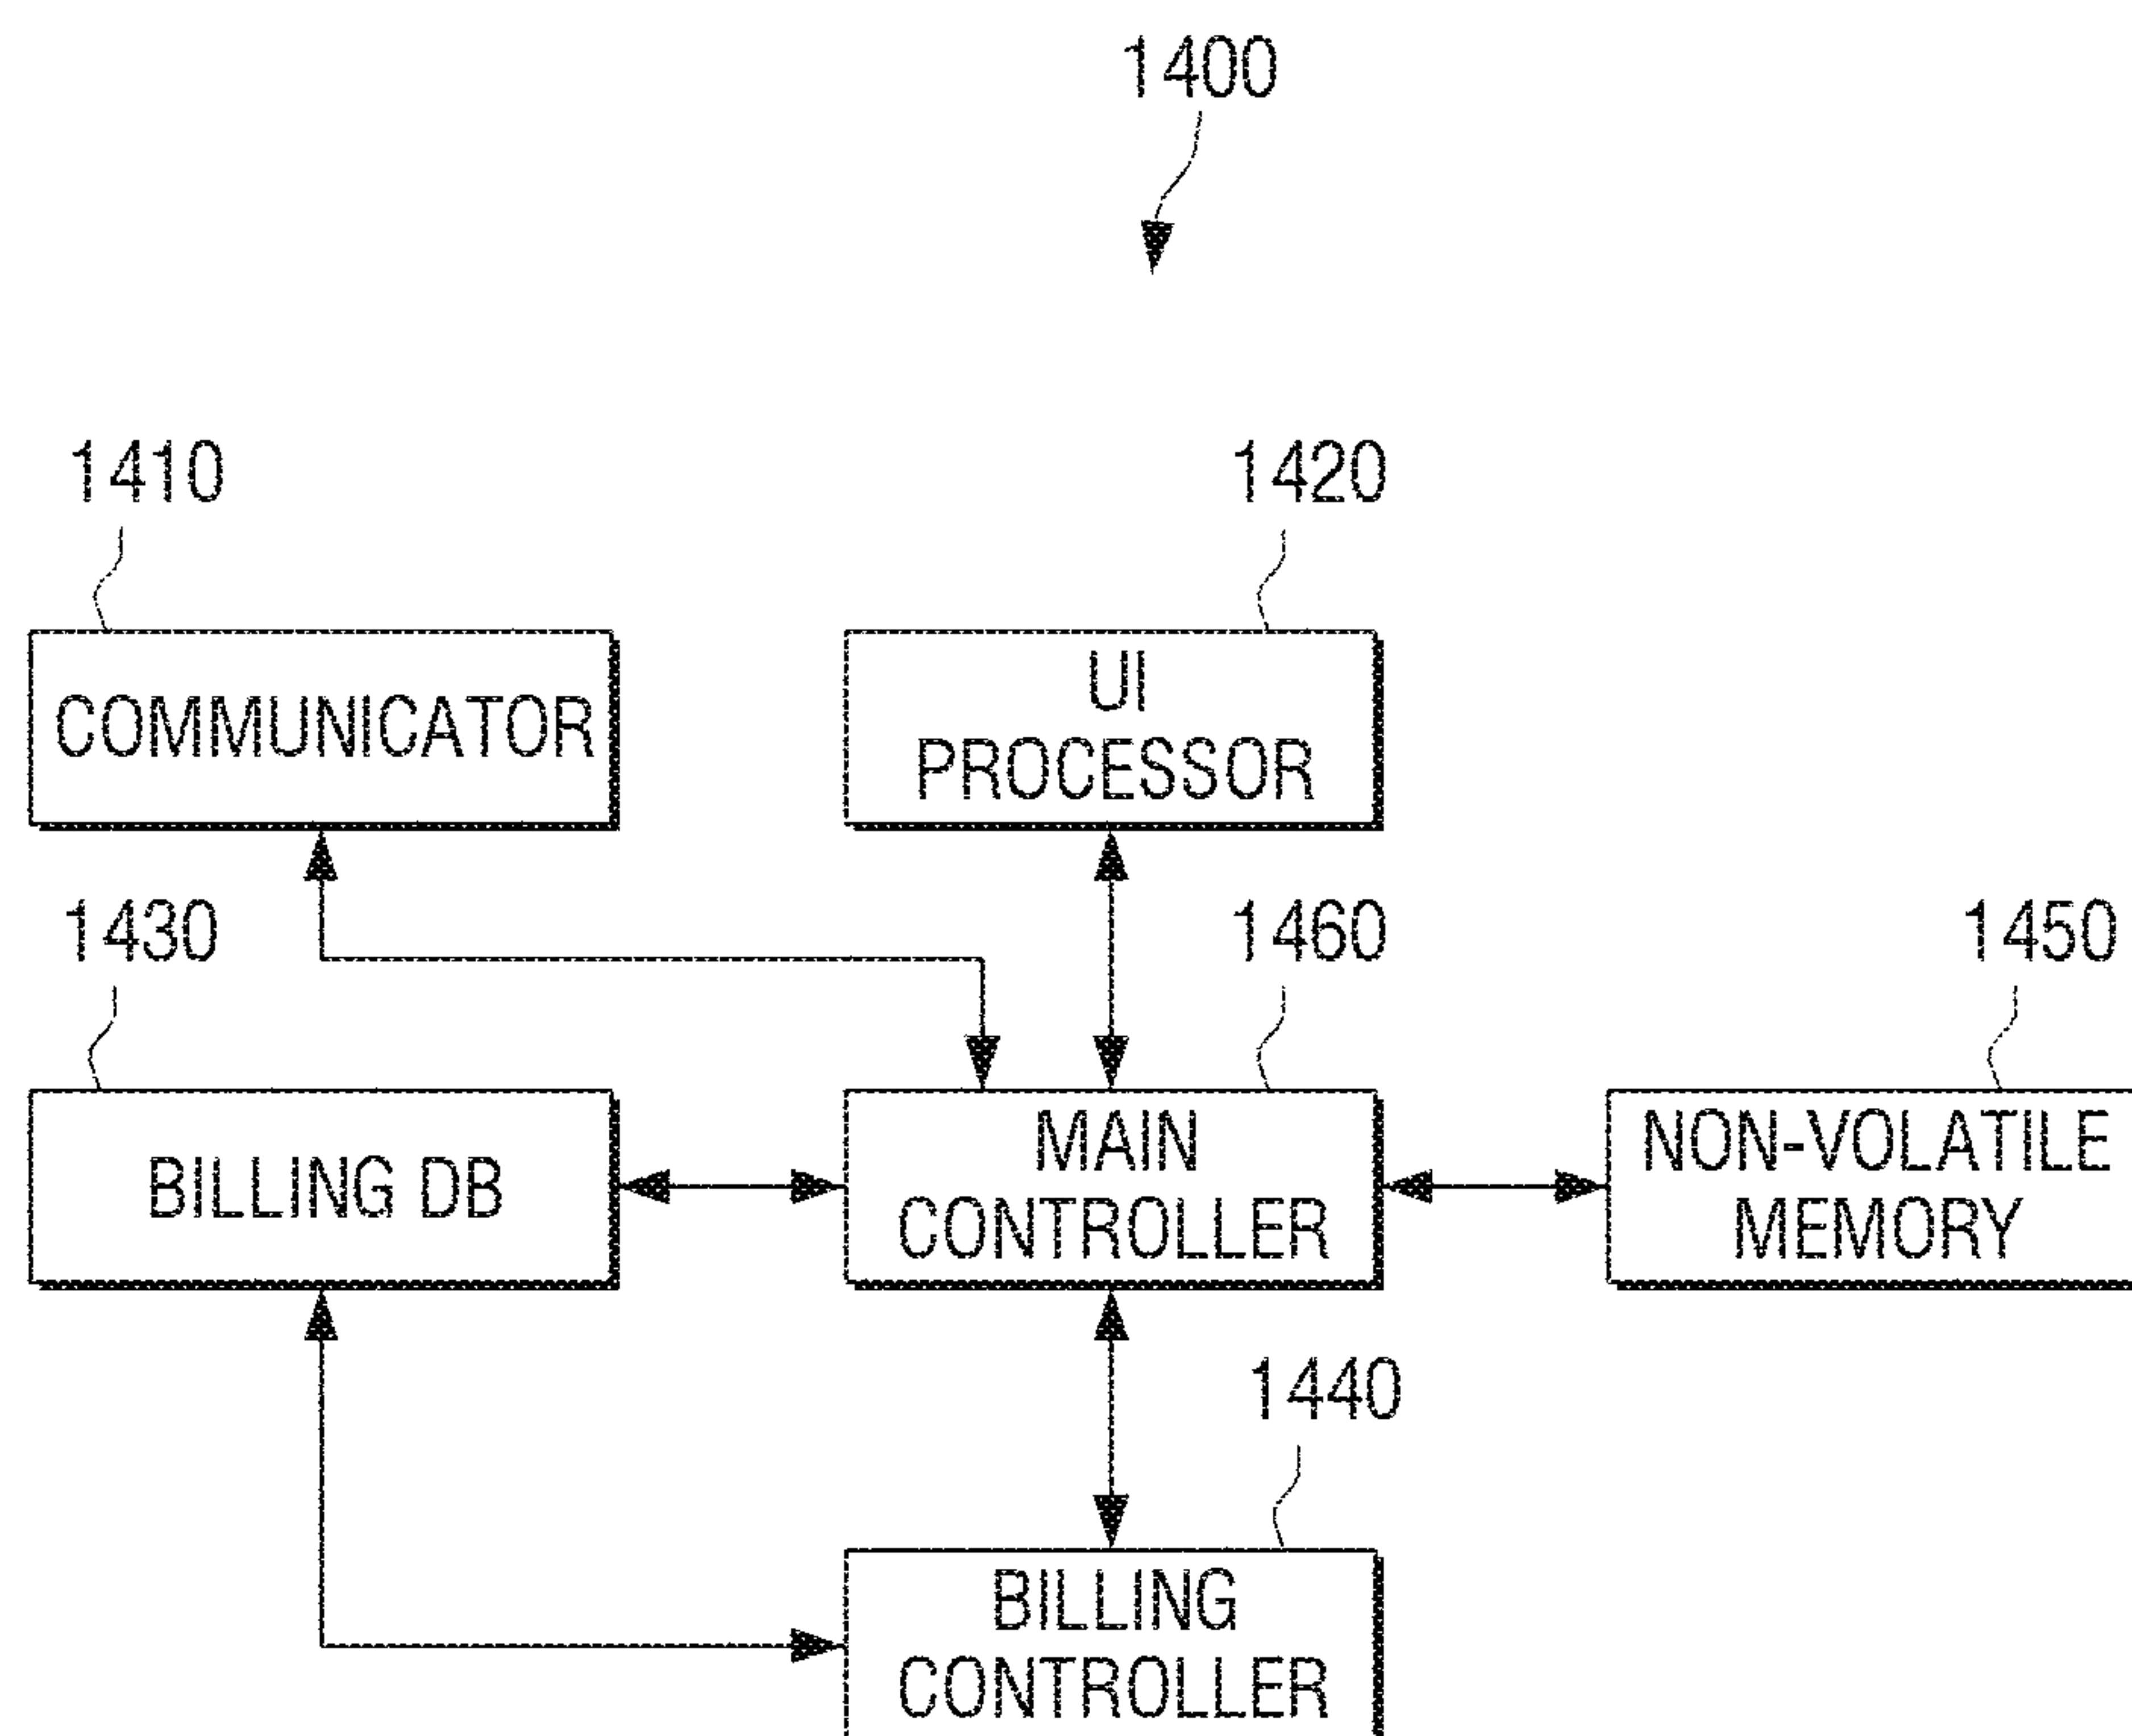 1400
1410
1420
COMMUNICATOR
UI
PROCESSOR
1430
1460
1450
BILLING DB
MAIN
CONTROLLER
NON-VOLATILE
MEMORY
1440
BILLING
CONTROLLER